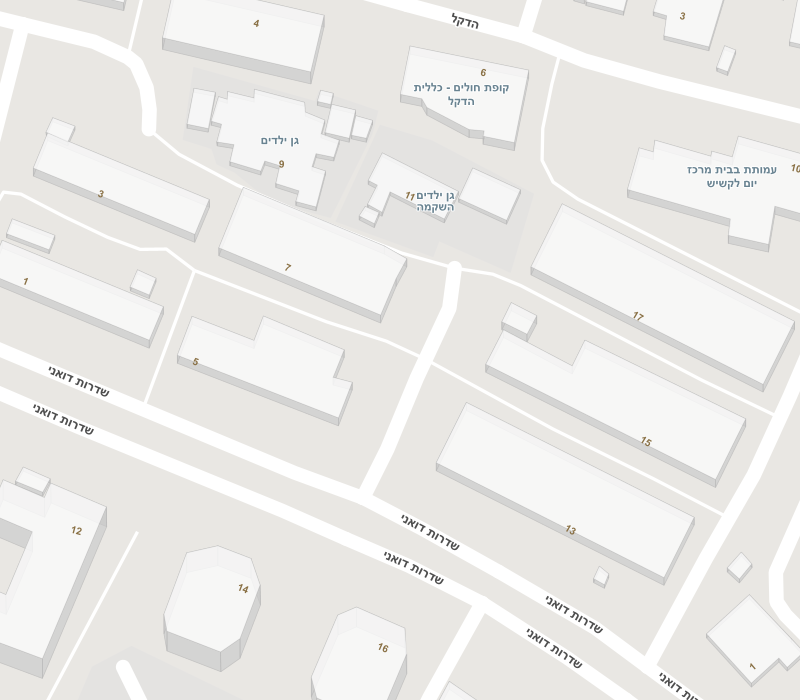 הדקל
4
3
6
קופת חולים - כללית
הדקל
גן ילדים
9
עמותת בבית מרכז
יום לקשיש
10
3
11
גן ילדים
השקמה
7
1
17
5
שדרות דואני
שדרות דואני
15
13
12
שדרות דואני
שדרות דואני
14
שדרות דואני
שדרות דואני
16
1